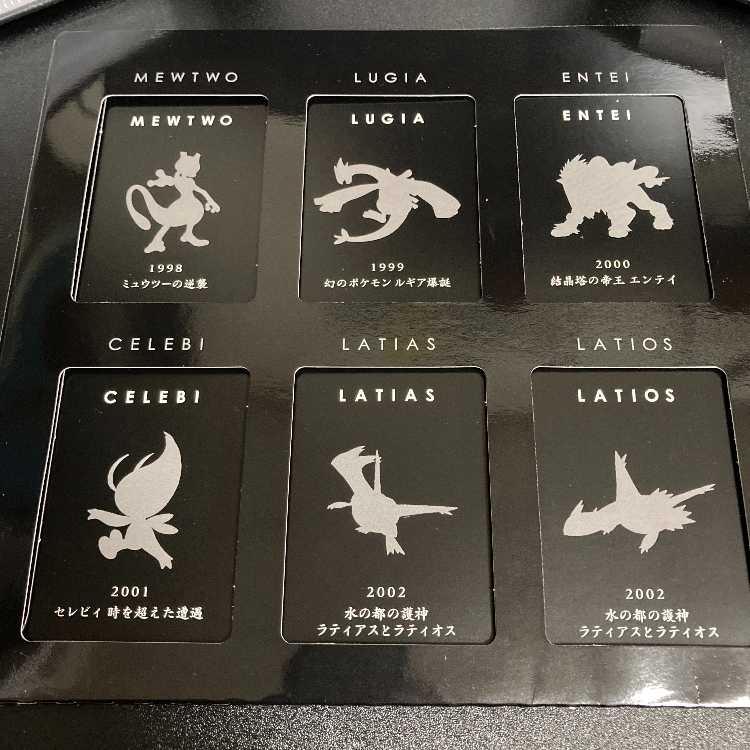 MEWTWO
LUGIA
ENTEI
MEWTWO
1998
ミュウツーの逆襲
LUGIA
1999
幻のポケモン ルギア爆誕
ENTEI
2000
結晶塔の帝王 エンテイ
CELEBI
LATIAS
LATIOS
CELEBI
2001
セレビィ 時を超えた遭遇
LATIAS
2002
水の都の護神
ラティアスとラティオス
LATIOS
2002
水の都の護神
ラティアスとラティオス